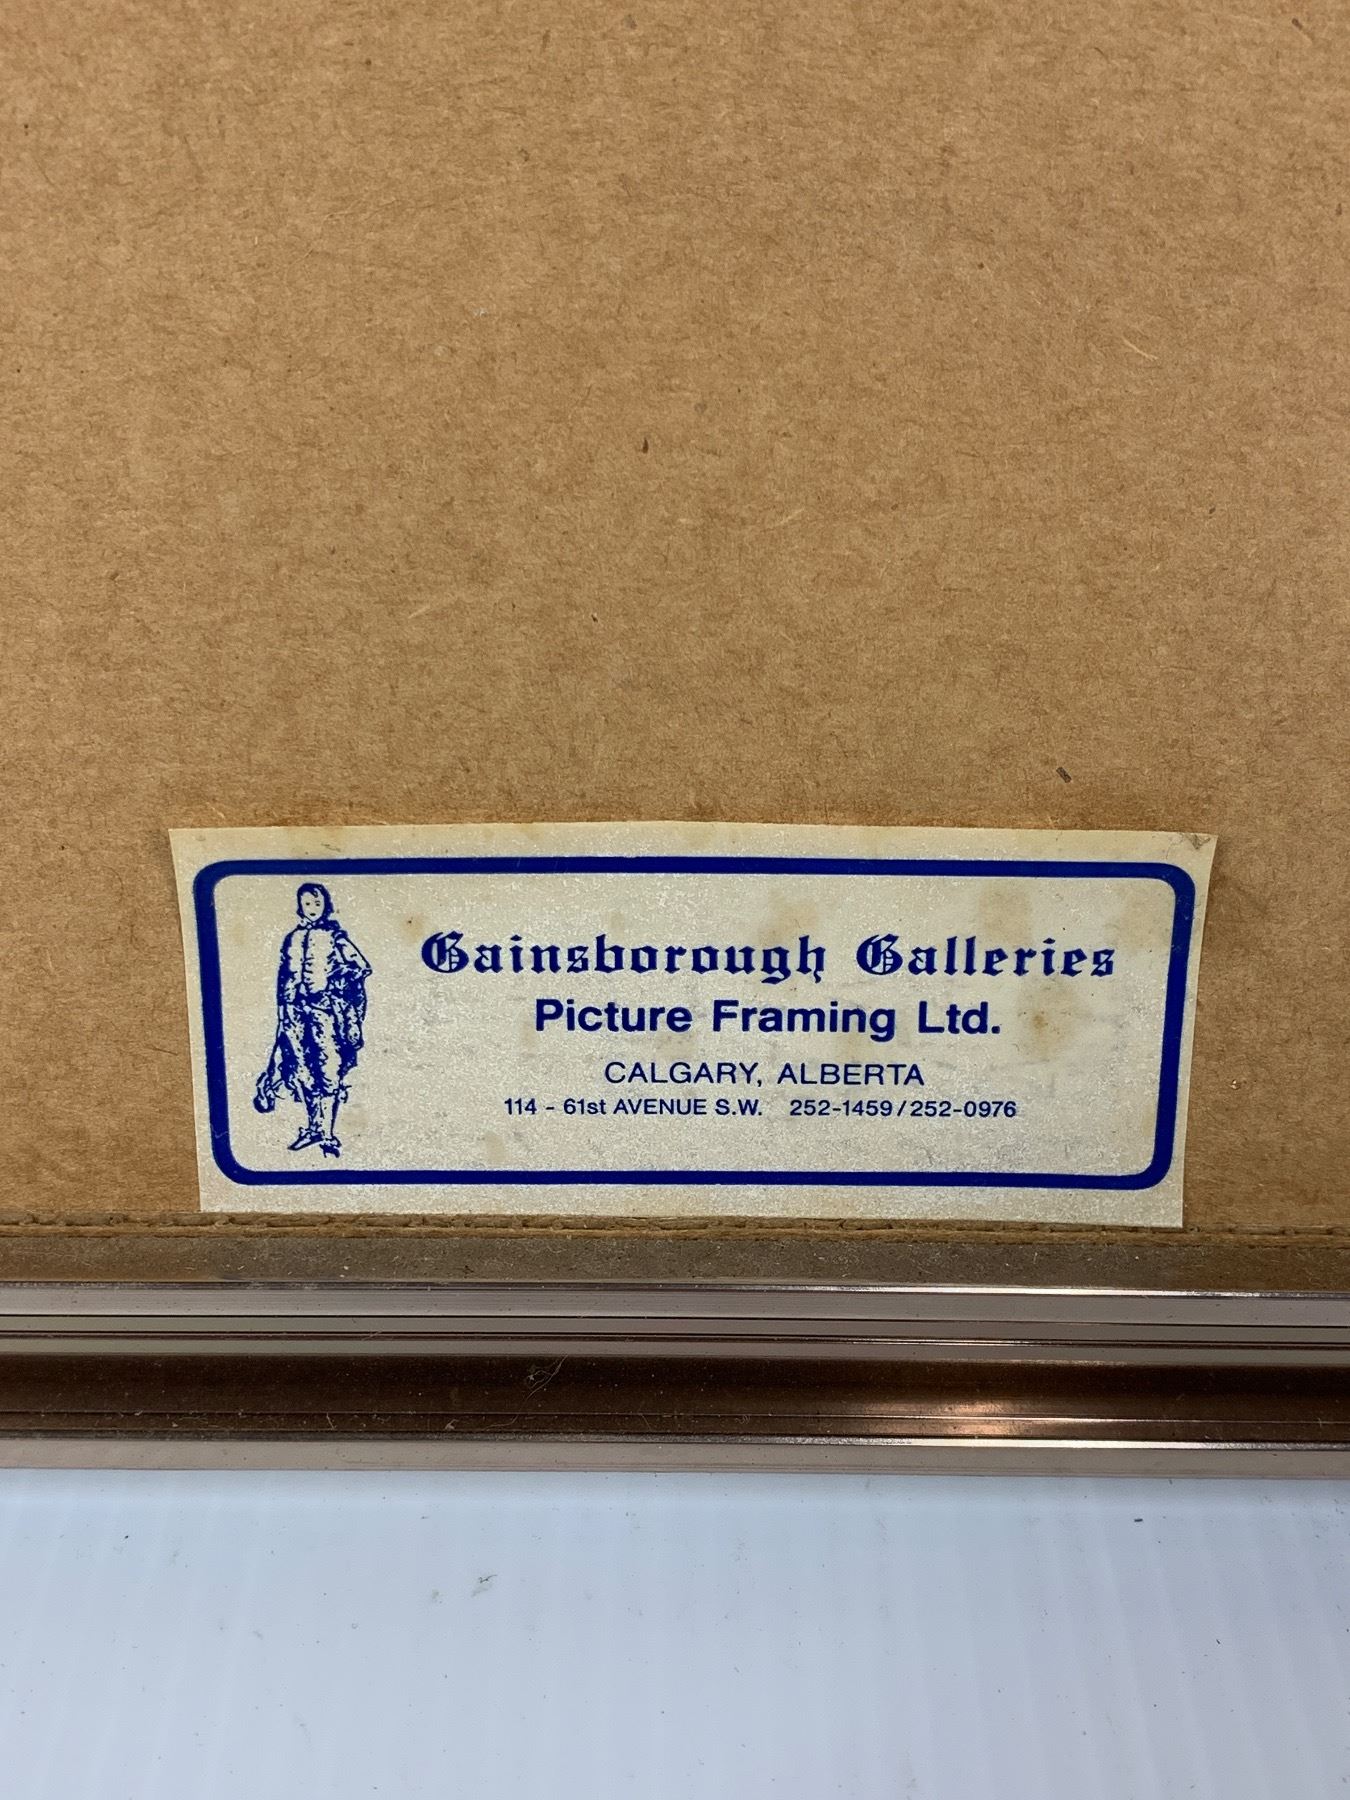 Gainsborough Galleries
Picture Framing Ltd.
CALGARY, ALBERTA
114 - 61st AVENUE S.W. 252-1459/252-0976